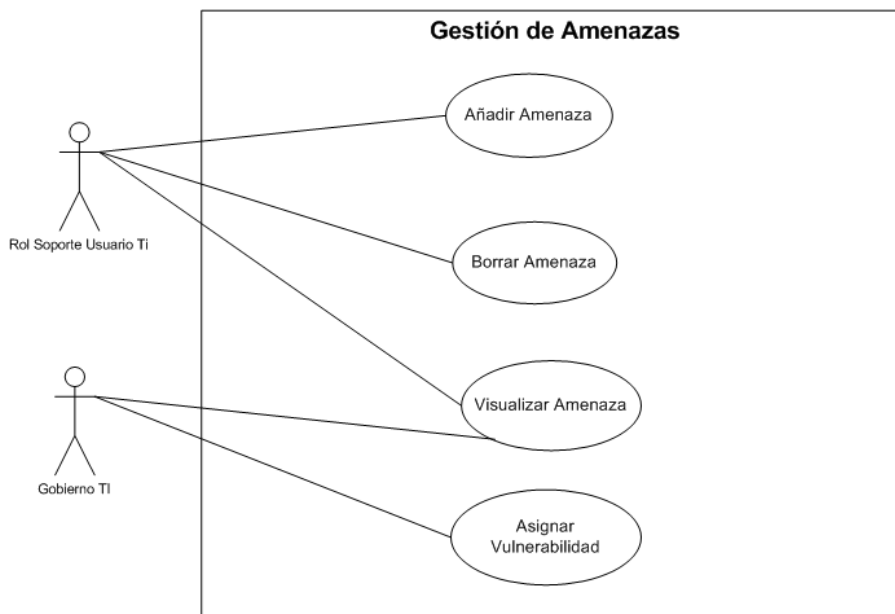 Gestión de Amenazas
Añadir Amenaza
Rol Soporte Usuario Ti
Borrar Amenaza
Visualizar Amenaza
Gobierno TI
Asignar
Vulnerabilidad